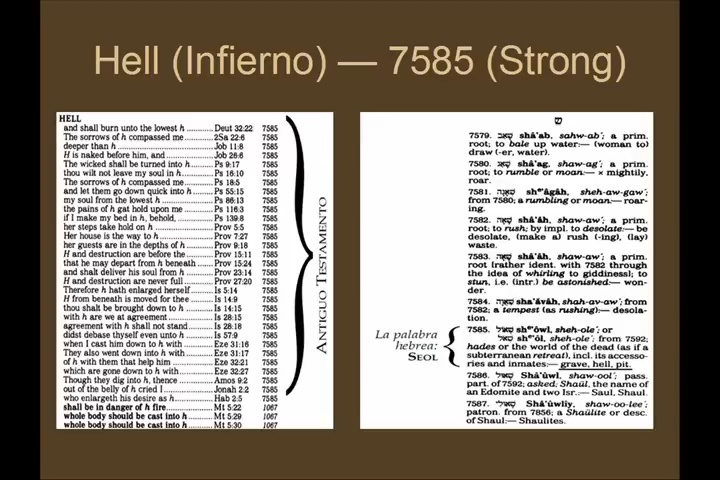 Hell (Infierno) — 7585 (Strong)
HELL
and shall burn unto the lowest h ............ Deut 32:22 7585
The sorrows of h compassed me ............ 2Sa 22:6 7585
deeper than h ............ Job 11:8 7585
H is naked before him, and ............ Job 26:6 7585
The wicked shall be turned into h ............ Ps 9:17 7585
thou wilt not leave my soul in h ............ Ps 16:10 7585
The sorrows of h compassed me ............ Ps 18:5 7585
and let them go down quick into h ............ Ps 55:15 7585
my soul from the lowest h ............ Ps 86:13 7585
the pains of h gat hold upon me ............ Ps 116:3 7585
if I make my bed in h, behold, ............ Ps 139:8 7585
her steps take hold on h ............ Prov 5:5 7585
Her house is the way to h ............ Prov 7:27 7585
her guests are in the depths of h ............ Prov 9:18 7585
H and destruction are before the ............ Prov 15:11 7585
that he may depart from h beneath ............ Prov 15:24 7585
and shalt deliver his soul from h ............ Prov 23:14 7585
H and destruction are never full ............ Prov 27:20 7585
Therefore h hath enlarged herself ............ Is 5:14 7585
H from beneath is moved for thee ............ Is 14:9 7585
thou shalt be brought down to h ............ Is 14:15 7585
with h are we at agreement ............ Is 28:15 7585
agreement with h shall not stand ............ Is 28:18 7585
didst debase thyself even unto h ............ Is 57:9 7585
when I cast him down to h with ............ Eze 31:16 7585
They also went down into h with ............ Eze 31:17 7585
of h with them that help him ............ Eze 32:21 7585
which are gone down to h with ............ Eze 32:27 7585
Though they dig into h, thence ............ Amos 9:2 7585
out of the belly of h cried I ............ Jonah 2:2 7585
who enlargeth his desire as h ............ Hab 2:5 7585
shall be in danger of h fire ............ Mt 5:22 1067
whole body should be cast into h ............ Mt 5:29 1067
whole body should be cast into h ............ Mt 5:30 1067
ANTIGUO TESTAMENTO
ש
7579. שָׁאַב shâ'ab, sahw-ab'; a prim.
root; to bale up water:— (woman to)
draw (-er, water).
7580. שָׁאַג shâ'ag, shaw-ag'; a prim.
root; to rumble or moan:— × mightily,
roar.
7581. שְׁאָגָה shᵉ'âgâh, sheh-aw-gaw';
from 7580; a rumbling or moan:— roar-
ing.
7582. שָׁאָה shâ'âh, shaw-aw'; a prim.
root; to rush; by impl. to desolate:— be
desolate, (make a) rush (-ing), (lay)
waste.
7583. שָׁאָה shâ'âh, shaw-aw'; a prim.
root [rather ident. with 7582 through
the idea of whirling to giddiness]; to
stun, i.e. (intr.) be astonished:— won-
der.
7584. שַׁאֲוָה sha'ăvâh, shah-av-aw'; from
7582; a tempest (as rushing):— desola-
tion.
La palabra
hebrea:
SEOL
7585. שְׁאוֹל shᵉ'ôwl, sheh-ole'; or
שְׁאֹל shᵉ'ôl, sheh-ole'; from 7592;
hades or the world of the dead (as if a
subterranean retreat), incl. its accesso-
ries and inmates:— grave, hell, pit.
7586. שָׁאוּל Shâ'ûwl, shaw-ool'; pass.
part. of 7592; asked; Shaül, the name of
an Edomite and two Isr.:— Saul, Shaul.
7587. שָׁאוּלִי Shâ'ûwlîy, shaw-oo-lee';
patron. from 7856; a Shaülite or desc.
of Shaul:— Shaulites.